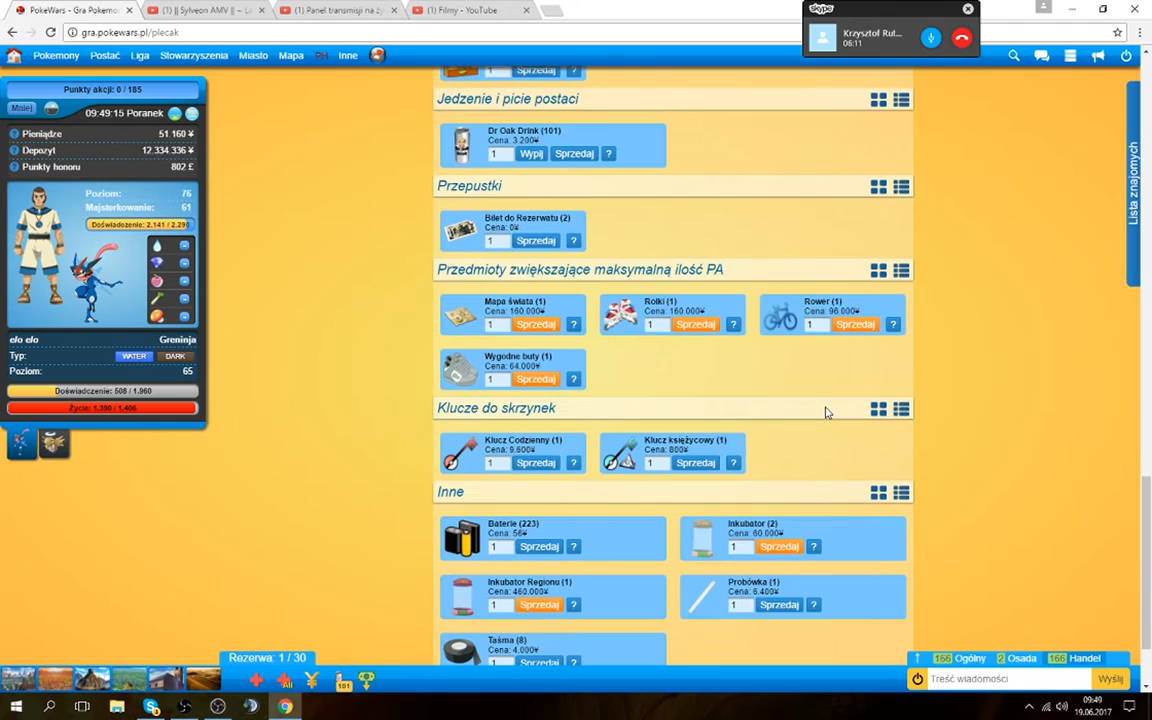 PokeWars - Gra Pokemon
(1) || Sylveon AMV || ~ L
(1) Panel transmisji na ży
(1) Filmy - YouTube
skype
Krzysztof Rut...
06:11
gra.pokewars.pl/plecak
Pokemony Postać Liga Stowarzyszenia Miasto Mapa PH Inne
Punkty akcji: 0 / 185
Mniej
09:49:15 Poranek
Pieniądze 51.160 ¥
Depozyt 12.334.336 ¥
Punkty honoru 802 £
Poziom: 76
Majsterkowanie: 61
Doświadczenie: 2.141 / 2.290
elo elo Greninja
Typ: WATER DARK
Poziom: 65
Doświadczenie: 508 / 1.960
Życie: 1.390 / 1.406
Sprzedaj ?
Jedzenie i picie postaci
Dr Oak Drink (101)
Cena: 3.200¥
1 Wypij Sprzedaj ?
Przepustki
Bilet do Rezerwatu (2)
Cena: 0¥
1 Sprzedaj ?
Przedmioty zwiększające maksymalną ilość PA
Mapa świata (1) Rolki (1) Rower (1)
Cena: 160.000¥ Cena: 160.000¥ Cena: 96.000¥
1 Sprzedaj ? 1 Sprzedaj ? 1 Sprzedaj ?
Wygodne buty (1)
Cena: 64.000¥
1 Sprzedaj ?
Klucze do skrzynek
Klucz Codzienny (1) Klucz księżycowy (1)
Cena: 9.600¥ Cena: 800¥
1 Sprzedaj ? 1 Sprzedaj ?
Inne
Baterie (223) Inkubator (2)
Cena: 56¥ Cena: 60.000¥
1 Sprzedaj ? 1 Sprzedaj ?
Inkubator Regionu (1) Probówka (1)
Cena: 460.000¥ Cena: 6.400¥
1 Sprzedaj ? 1 Sprzedaj ?
Taśma (8)
Cena: 4.000¥
1 Sprzedaj ?
Lista znajomych
Rezerwa: 1 / 30
All
101
166 Ogólny 2 Osada 166 Handel
Treść wiadomości Wyślij
09:49
19.06.2017